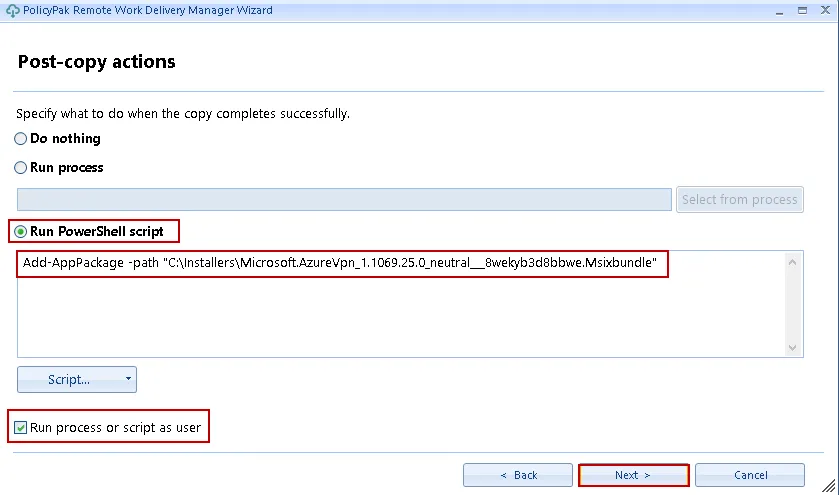 PolicyPak Remote Work Delivery Manager Wizard
Post-copy actions
Specify what to do when the copy completes successfully.
Do nothing
Run process
Select from process
Run PowerShell script
Add-AppPackage -path "C:\Installers\Microsoft.AzureVpn_1.1069.25.0_neutral__8wekyb3d8bbwe.Msixbundle"
Script...
Run process or script as user
< Back
Next >
Cancel